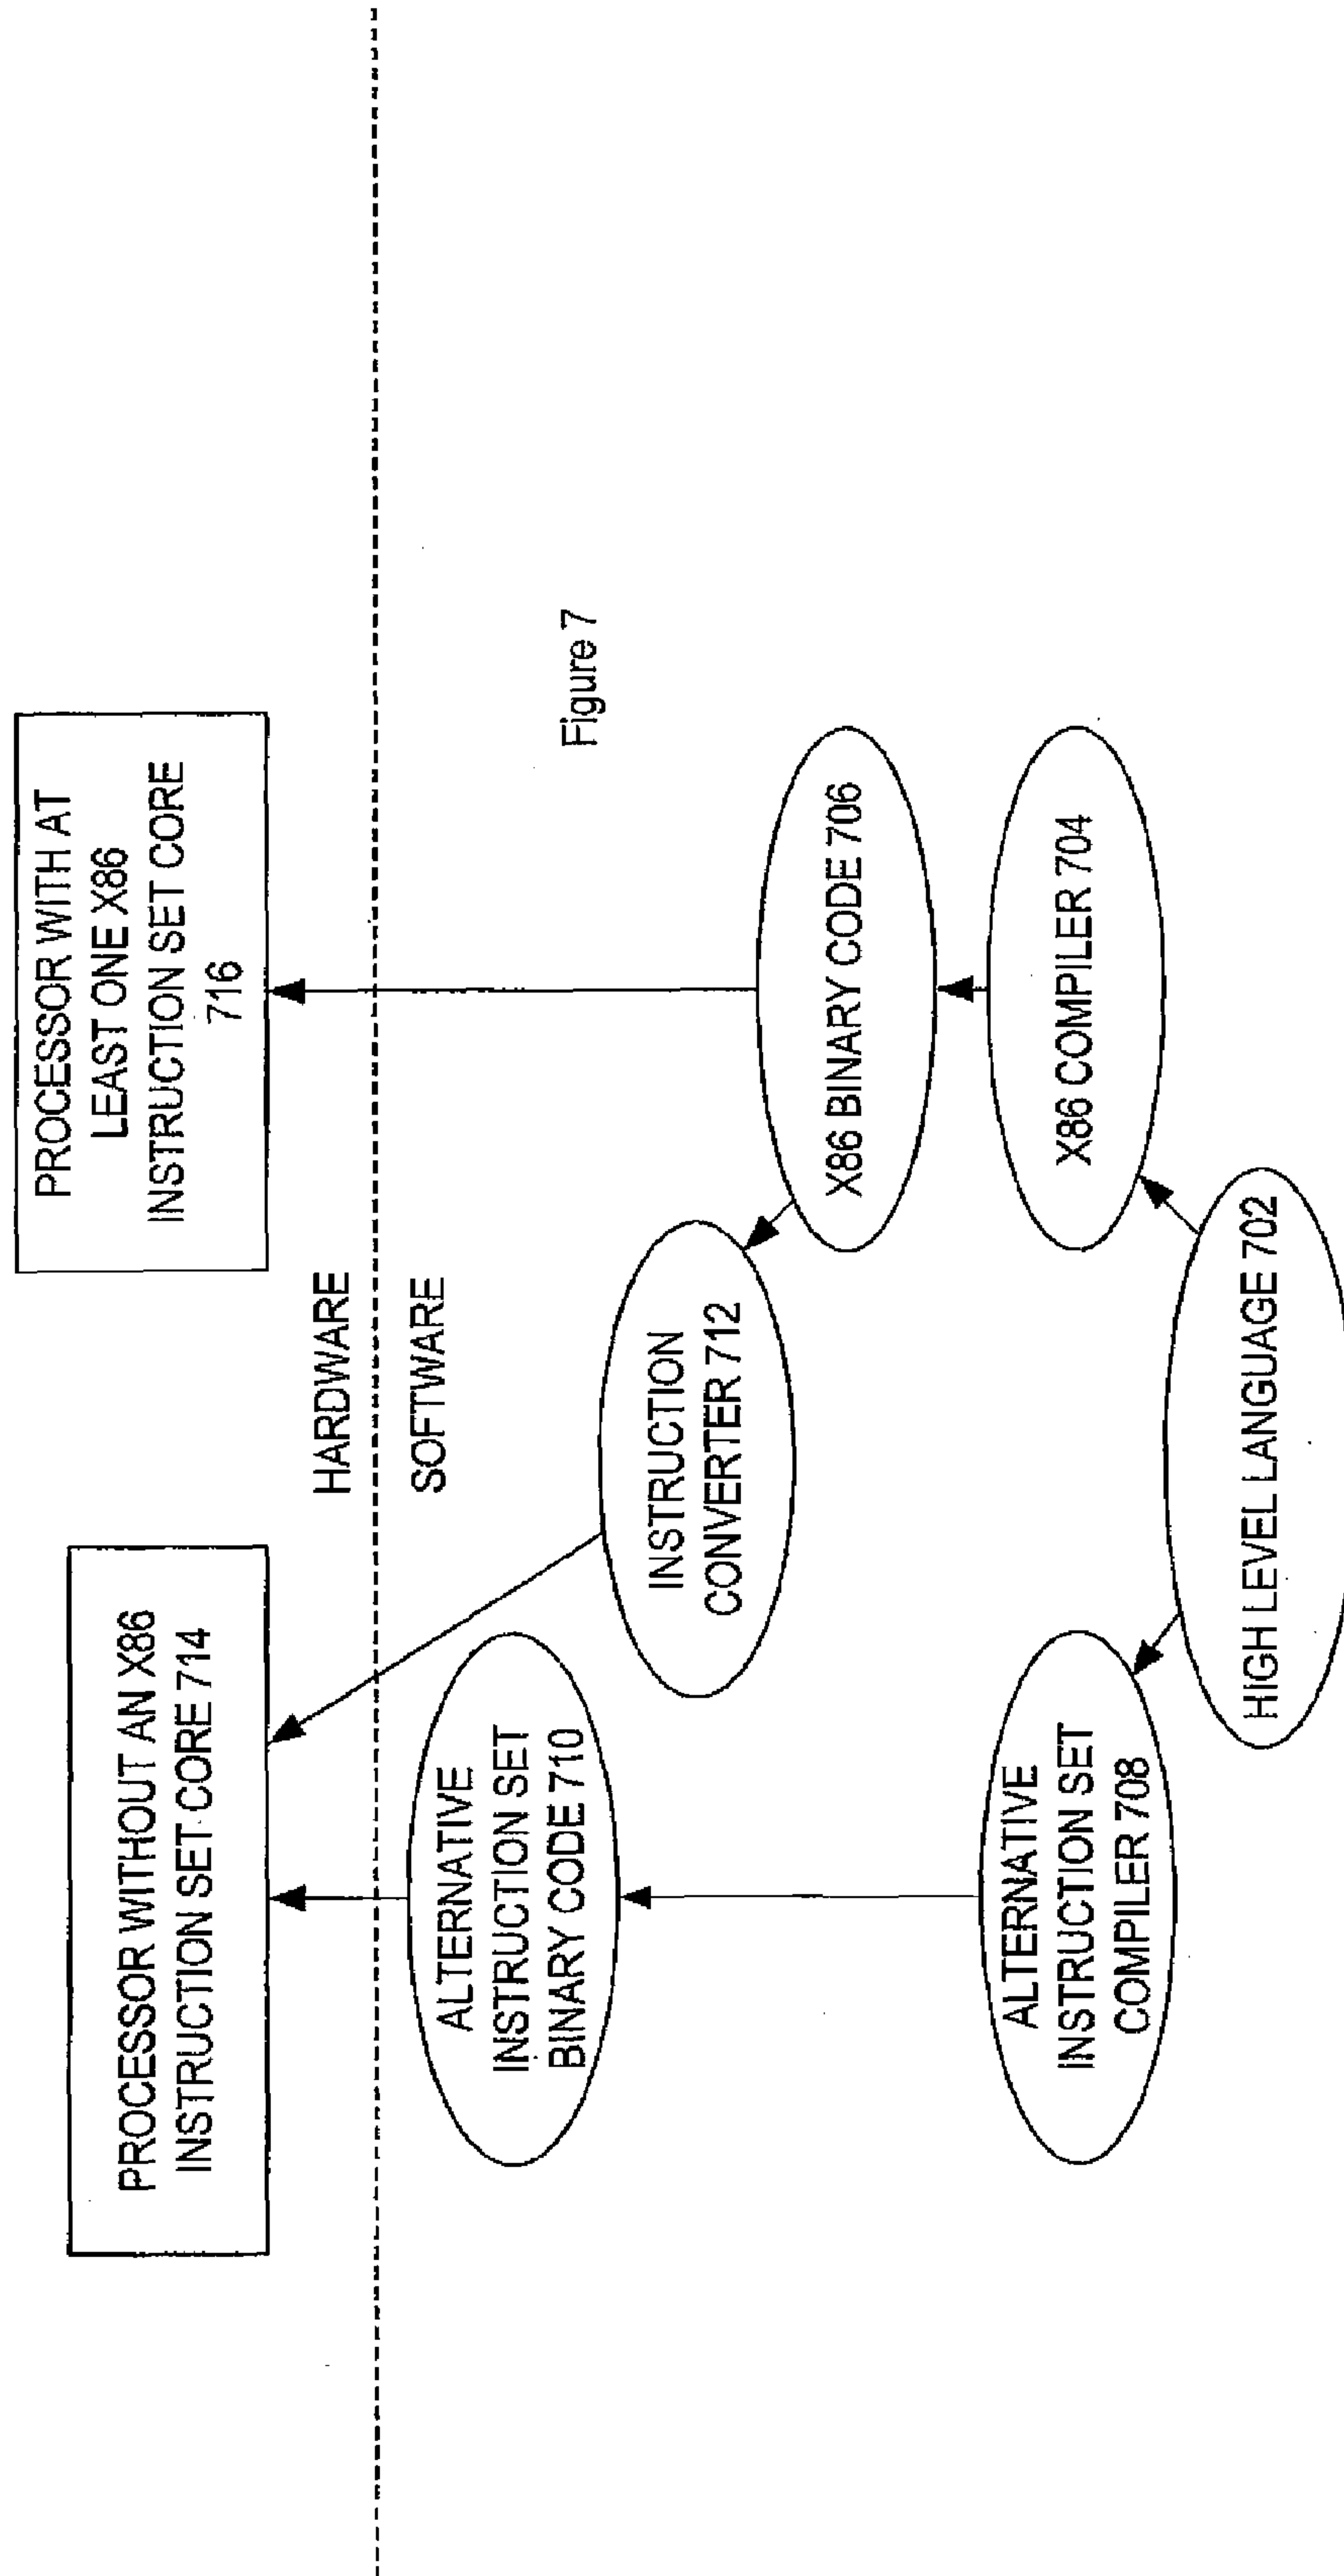 PROCESSOR WITHOUT AN X86
INSTRUCTION SET CORE 714
PROCESSOR WITH AT
LEAST ONE X86
INSTRUCTION SET CORE
716
HARDWARE
SOFTWARE
ALTERNATIVE
INSTRUCTION SET
BINARY CODE 710
INSTRUCTION
CONVERTER 712
Figure 7
X86 BINARY CODE 706
ALTERNATIVE
INSTRUCTION SET
COMPILER 708
X86 COMPILER 704
HIGH LEVEL LANGUAGE 702